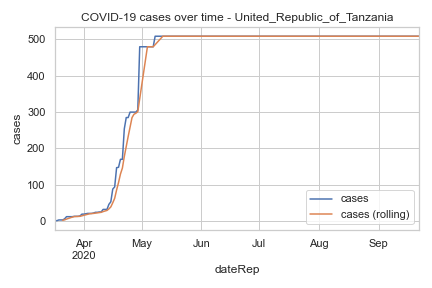 COVID-19 cases over time - United_Republic_of_Tanzania
500
400
300
200
100
0
cases
cases
cases (rolling)
Apr
2020
May
Jun
Jul
Aug
Sep
dateRep